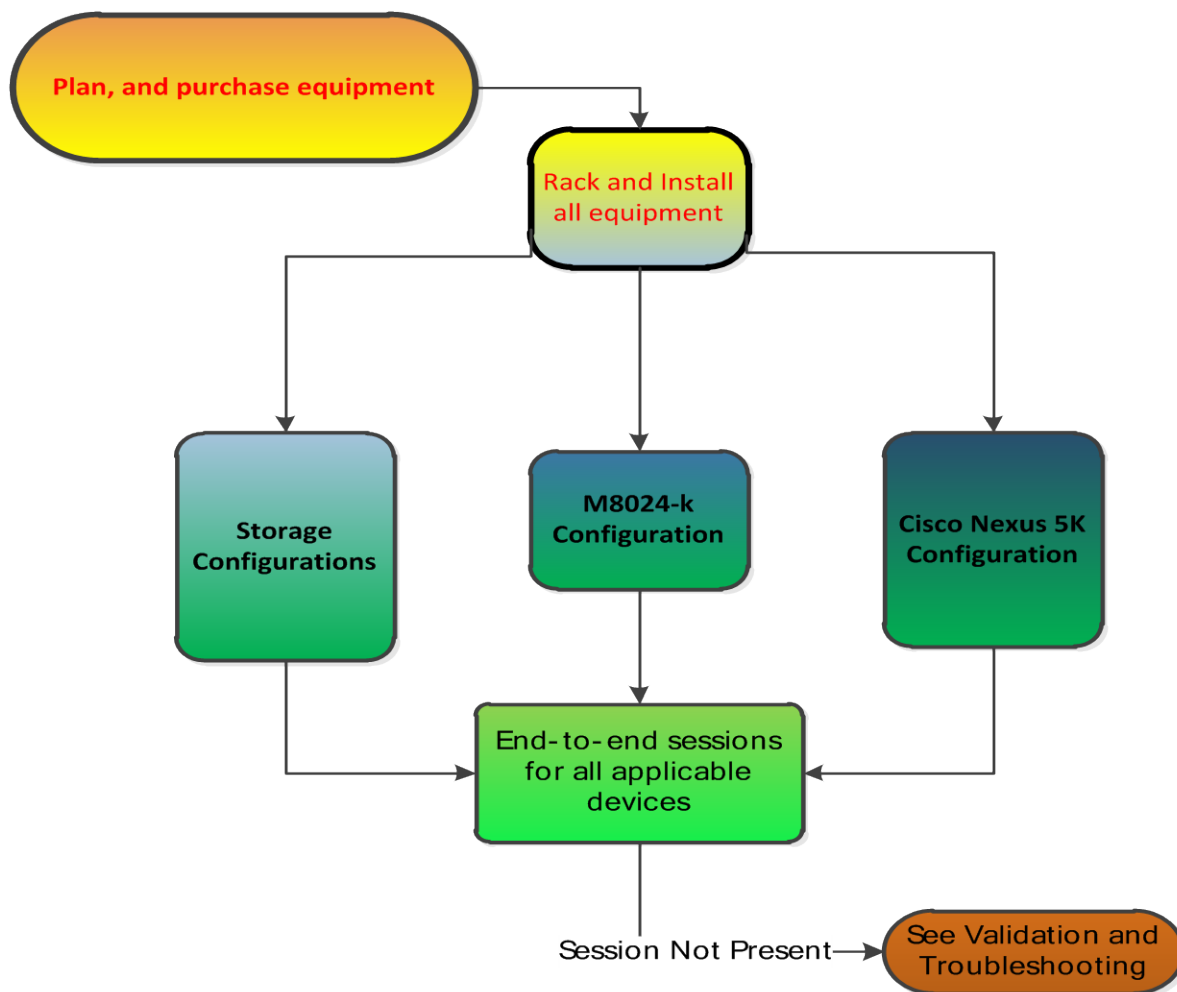 Plan, and purchase equipment
Rack and Install
all equipment
Storage
Configurations
M8024-k
Configuration
Cisco Nexus 5K
Configuration
End-to-end sessions
for all applicable
devices
Session Not Present
See Validation and
Troubleshooting